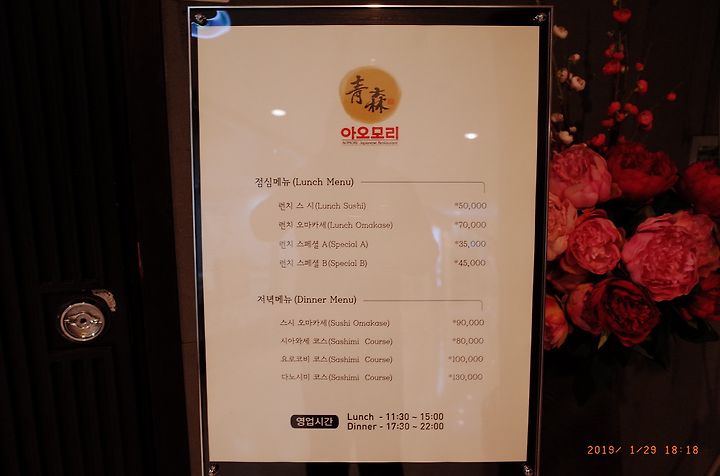 青森
아오모리
AOMORI Japanese Restaurant
점심메뉴 (Lunch Menu)
런치 스 시(Lunch Sushi) ₩50,000
런치 오마카세(Lunch Omakase) ₩70,000
런치 스페셜 A(Special A) ₩35,000
런치 스페셜 B(Special B) ₩45,000
저녁메뉴 (Dinner Menu)
스시 오마카세(Sushi Omakase) ₩90,000
시아와세 코스(Sashimi Course) ₩80,000
요로코비 코스(Sashimi Course) ₩100,000
다노시미 코스(Sashimi Course) ₩130,000
영업시간 Lunch - 11:30 ~ 15:00
Dinner - 17:30 ~ 22:00
2019/ 1/29 18:18